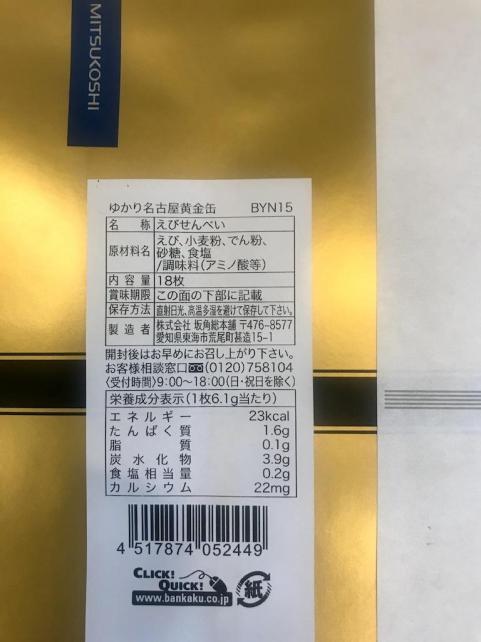 MITSUKOSHI
ゆかり名古屋黄金缶 BYN15
名称 えびせんべい
原材料名 えび、小麦粉、でん粉、
砂糖、食塩
/調味料(アミノ酸等)
内容量 18枚
賞味期限 この面の下部に記載
保存方法 直射日光、高温多湿を避けて保存して下さい。
製造者 株式会社 坂角総本舗 〒476-8577
愛知県東海市荒尾町甚造15-1
開封後はお早めにお召し上がり下さい。
お客様相談窓口 (0120)758104
〈受付時間〉9:00~18:00(日・祝日を除く)
栄養成分表示(1枚6.1g当たり)
エネルギー 23kcal
たんぱく質 1.6g
脂質 0.1g
炭水化物 3.9g
食塩相当量 0.2g
カルシウム 22mg
4 517874 052449
CLICK!
QUICK!
www.bankaku.co.jp
紙